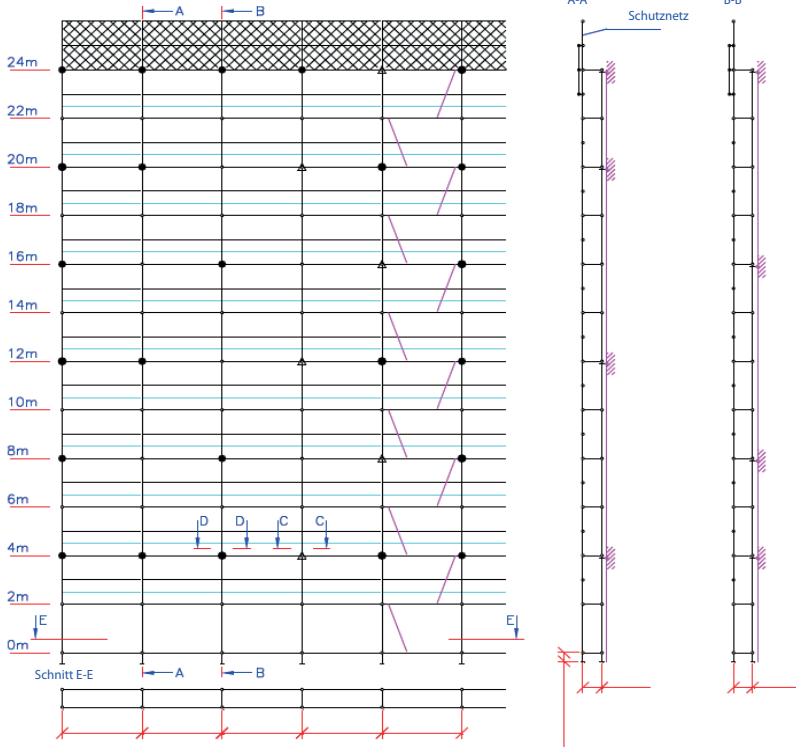 A B A-A B-B
Schutznetz
24m
22m
20m
18m
16m
14m
12m
10m
8m
6m
D D C C
4m
2m
E E
0m
Schnitt E-E A B